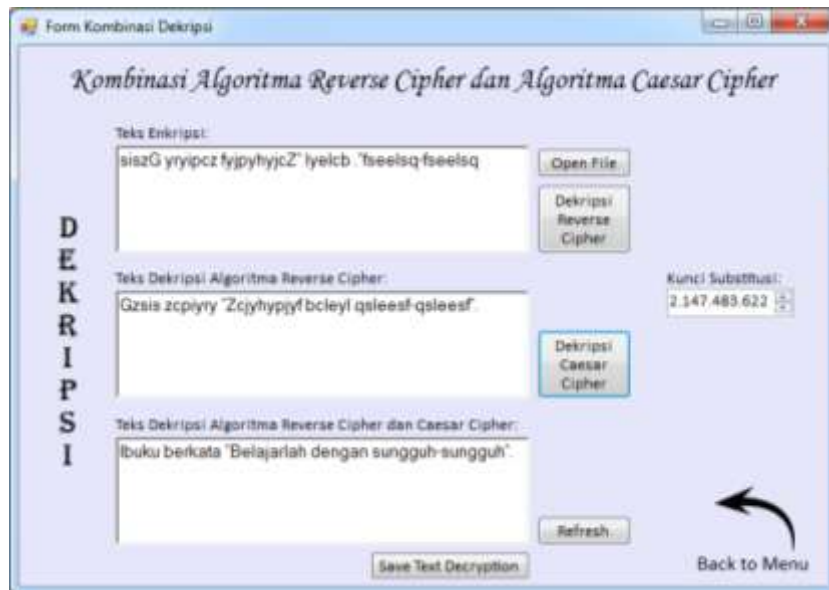 Form Kombinasi Dekripsi
Kombinasi Algoritma Reverse Cipher dan Algoritma Caesar Cipher
DEKRIPSI
Teks Enkripsi:
siszG yryipcz fyjpyhyjcZ" lyelcb ."fseelsq-fseelsq
Open File
Dekripsi
Reverse
Cipher
Teks Dekripsi Algoritma Reverse Cipher:
Gzsis zcpiyry "Zcjyhypjyf bcleyl qsleesf-qsleesf".
Kunci Substitusi:
2.147.483.622
Dekripsi
Caesar
Cipher
Teks Dekripsi Algoritma Reverse Cipher dan Caesar Cipher:
Ibuku berkata "Belajarlah dengan sungguh-sungguh".
Refresh
Save Text Decryption
Back to Menu